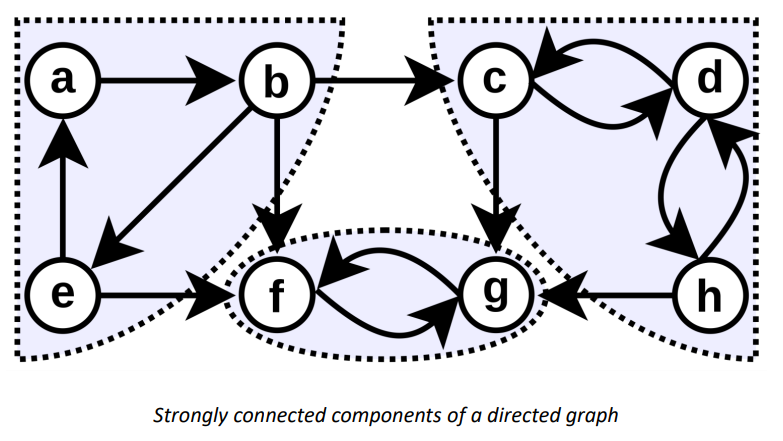 a b c d
e f g h
Strongly connected components of a directed graph